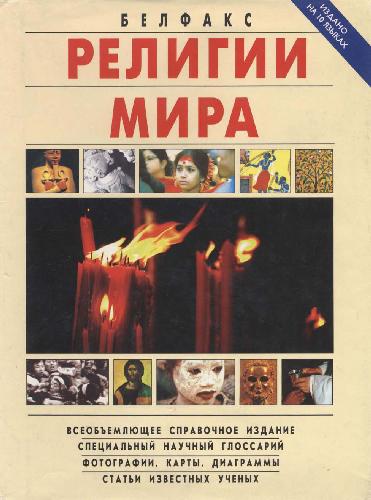 БЕЛФАКС
ИЗДАНО
НА 10 ЯЗЫКАХ
РЕЛИГИИ
МИРА
ВСЕОБЪЕМЛЮЩЕЕ СПРАВОЧНОЕ ИЗДАНИЕ
СПЕЦИАЛЬНЫЙ НАУЧНЫЙ ГЛОССАРИЙ
ФОТОГРАФИИ, КАРТЫ, ДИАГРАММЫ
СТАТЬИ ИЗВЕСТНЫХ УЧЕНЫХ